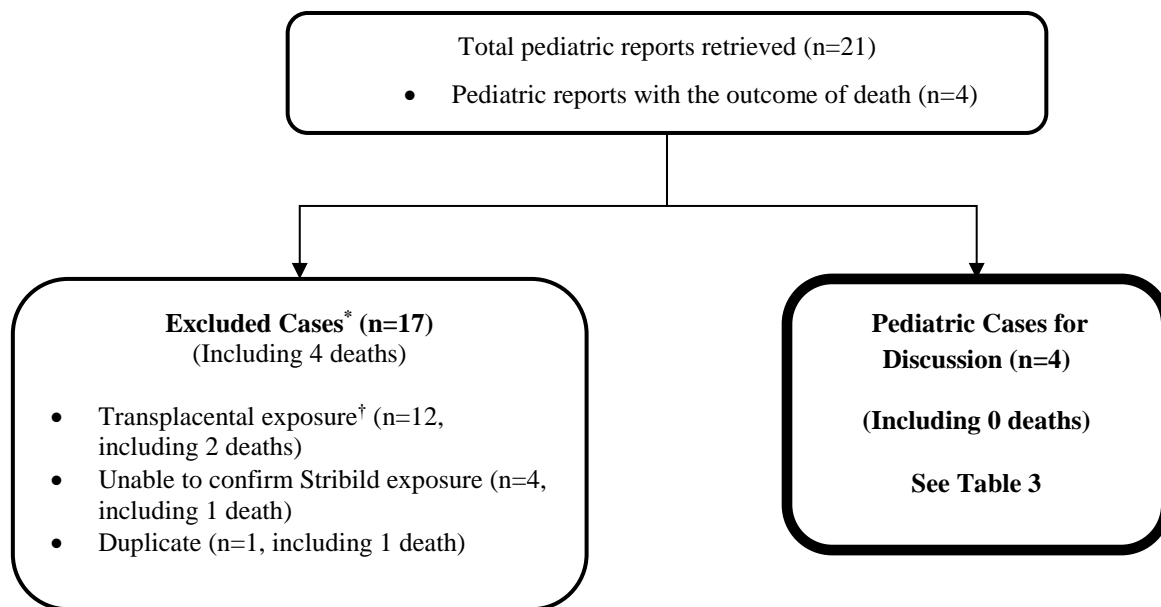 Total pediatric reports retrieved (n=21)
• Pediatric reports with the outcome of death (n=4)
Excluded Cases* (n=17)
(Including 4 deaths)
• Transplacental exposure† (n=12,
including 2 deaths)
• Unable to confirm Stribild exposure (n=4,
including 1 death)
• Duplicate (n=1, including 1 death)
Pediatric Cases for
Discussion (n=4)
(Including 0 deaths)
See Table 3